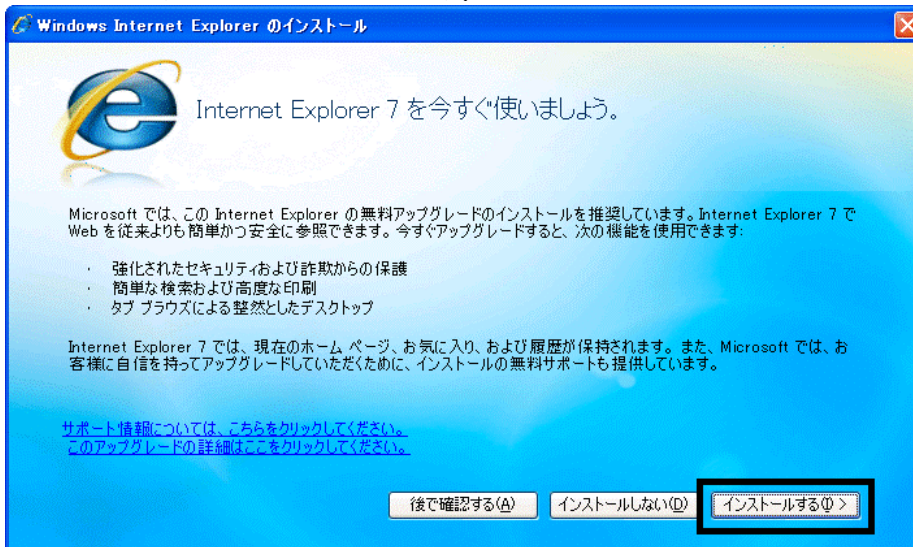 Windows Internet Explorer のインストール
Internet Explorer 7 を今すぐ使いましょう。
Microsoft では、この Internet Explorer の無料アップグレードのインストールを推奨しています。Internet Explorer 7 で
Web を従来よりも簡単かつ安全に参照できます。今すぐアップグレードすると、次の機能を使用できます:
· 強化されたセキュリティおよび詐欺からの保護
· 簡単な検索および高度な印刷
· タブ ブラウズによる整然としたデスクトップ
Internet Explorer 7 では、現在のホーム ページ、お気に入り、および履歴が保持されます。また、Microsoft では、お
客様に自信を持ってアップグレードしていただくために、インストールの無料サポートも提供しています。
サポート情報については、こちらをクリックしてください。
このアップグレードの詳細はここをクリックしてください。
後で確認する(A) インストールしない(D) インストールする(I) >